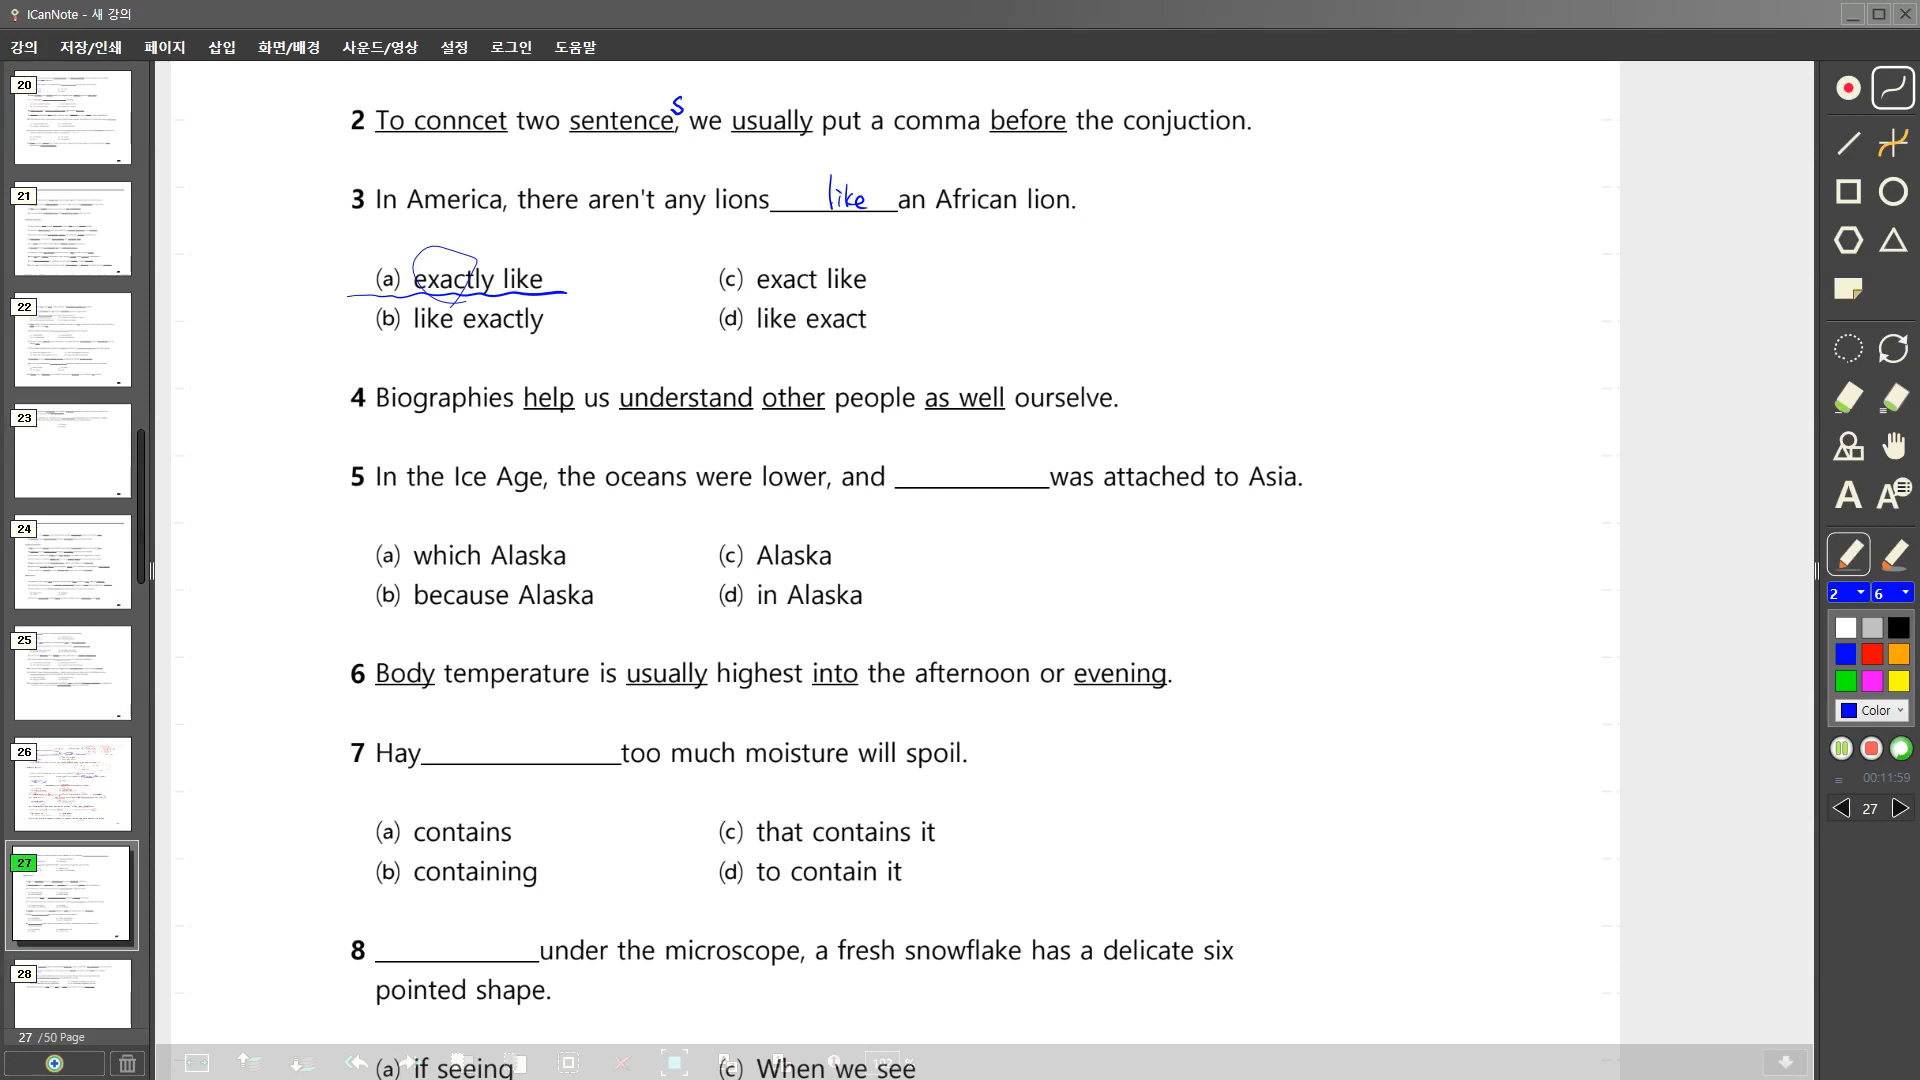 ICanNote - 새 강의
강의 저장/인쇄 페이지 삽입 화면/배경 사운드/영상 설정 로그인 도움말
20
21
22
23
24
25
26
27
28
27 /50 Page
2 To conncet two sentence, we usually put a comma before the conjuction.
s
3 In America, there aren't any lions__________an African lion.
like
(a) exactly like (c) exact like
(b) like exactly (d) like exact
4 Biographies help us understand other people as well ourselve.
5 In the Ice Age, the oceans were lower, and ____________was attached to Asia.
(a) which Alaska (c) Alaska
(b) because Alaska (d) in Alaska
6 Body temperature is usually highest into the afternoon or evening.
7 Hay________________too much moisture will spoil.
(a) contains (c) that contains it
(b) containing (d) to contain it
8 _____________under the microscope, a fresh snowflake has a delicate six
pointed shape.
(a) if seeing (c) When we see
A A
2 6
Color
00:11:59
27